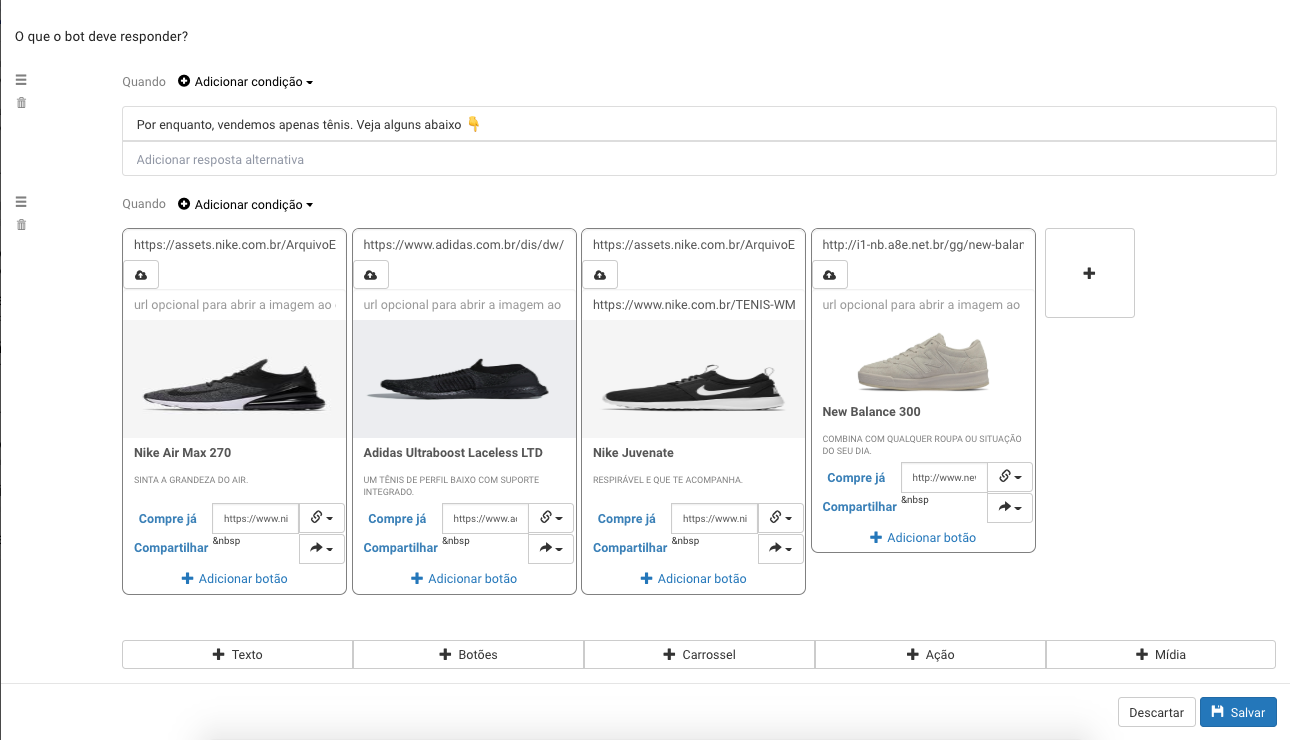 O que o bot deve responder?
Quando Adicionar condição
Por enquanto, vendemos apenas tênis. Veja alguns abaixo 👇
Adicionar resposta alternativa
Quando Adicionar condição
https://assets.nike.com.br/ArquivoE
url opcional para abrir a imagem ao
Nike Air Max 270
SINTA A GRANDEZA DO AIR.
Compre já https://www.ni
Compartilhar &nbsp
Adicionar botão
https://www.adidas.com.br/dis/dw/
url opcional para abrir a imagem ao
Adidas Ultraboost Laceless LTD
UM TÊNIS DE PERFIL BAIXO COM SUPORTE
INTEGRADO.
Compre já https://www.a
Compartilhar &nbsp
Adicionar botão
https://assets.nike.com.br/ArquivoE
https://www.nike.com.br/TENIS-WM
Nike Juvenate
RESPIRÁVEL E QUE TE ACOMPANHA.
Compre já https://www.ni
Compartilhar &nbsp
Adicionar botão
http://i1-nb.a8e.net.br/gg/new-balar
url opcional para abrir a imagem ao
New Balance 300
COMBINA COM QUALQUER ROUPA OU SITUAÇÃO
DO SEU DIA.
Compre já http://www.ne
Compartilhar &nbsp
Adicionar botão
Texto Botões Carrossel Ação Mídia
Descartar Salvar